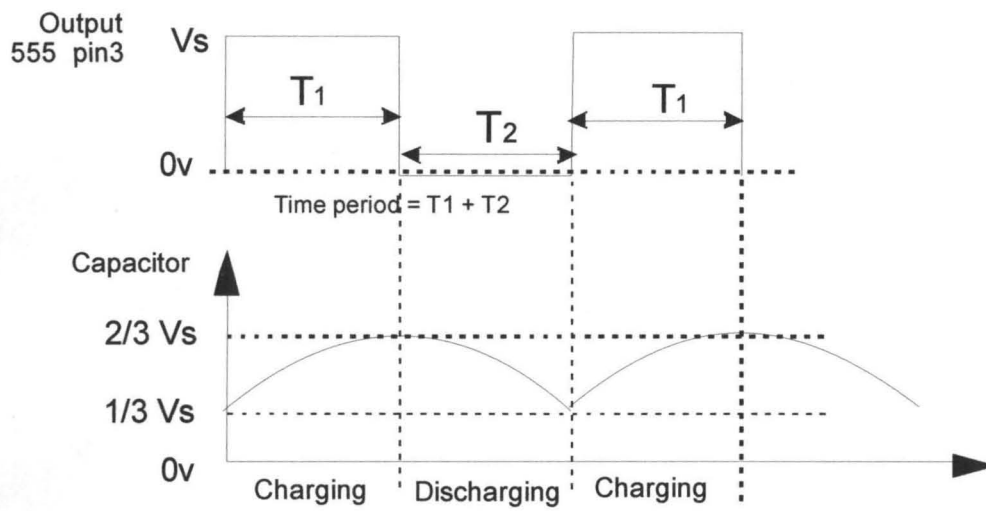 Output
555 pin3
Vs
T1
T2
T1
0v
Time period = T1 + T2
Capacitor
2/3 Vs
1/3 Vs
0v
Charging
Discharging
Charging